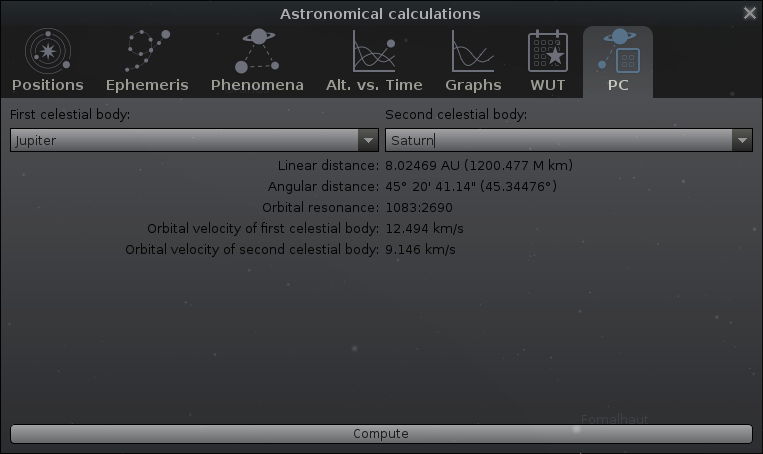 Astronomical calculations
Positions Ephemeris Phenomena Alt. vs. Time Graphs WUT PC
First celestial body: Second celestial body:
Jupiter Saturn
Linear distance: 8.02469 AU (1200.477 M km)
Angular distance: 45° 20' 41.14" (45.34476°)
Orbital resonance: 1083:2690
Orbital velocity of first celestial body: 12.494 km/s
Orbital velocity of second celestial body: 9.146 km/s
Fomalhaut
Compute